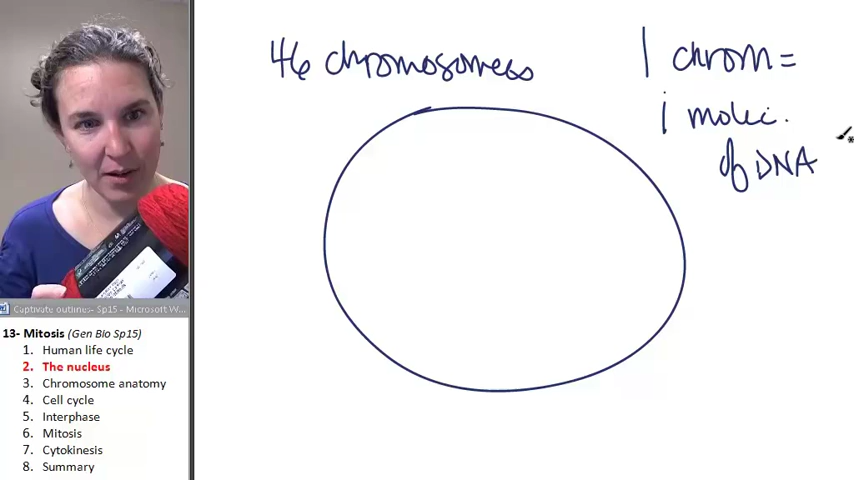 46 chromosomes
1 chrom =
1 molec.
of DNA
Captivate outlines- Sp15 - Microsoft W...
13- Mitosis (Gen Bio Sp15)
1. Human life cycle
2. The nucleus
3. Chromosome anatomy
4. Cell cycle
5. Interphase
6. Mitosis
7. Cytokinesis
8. Summary